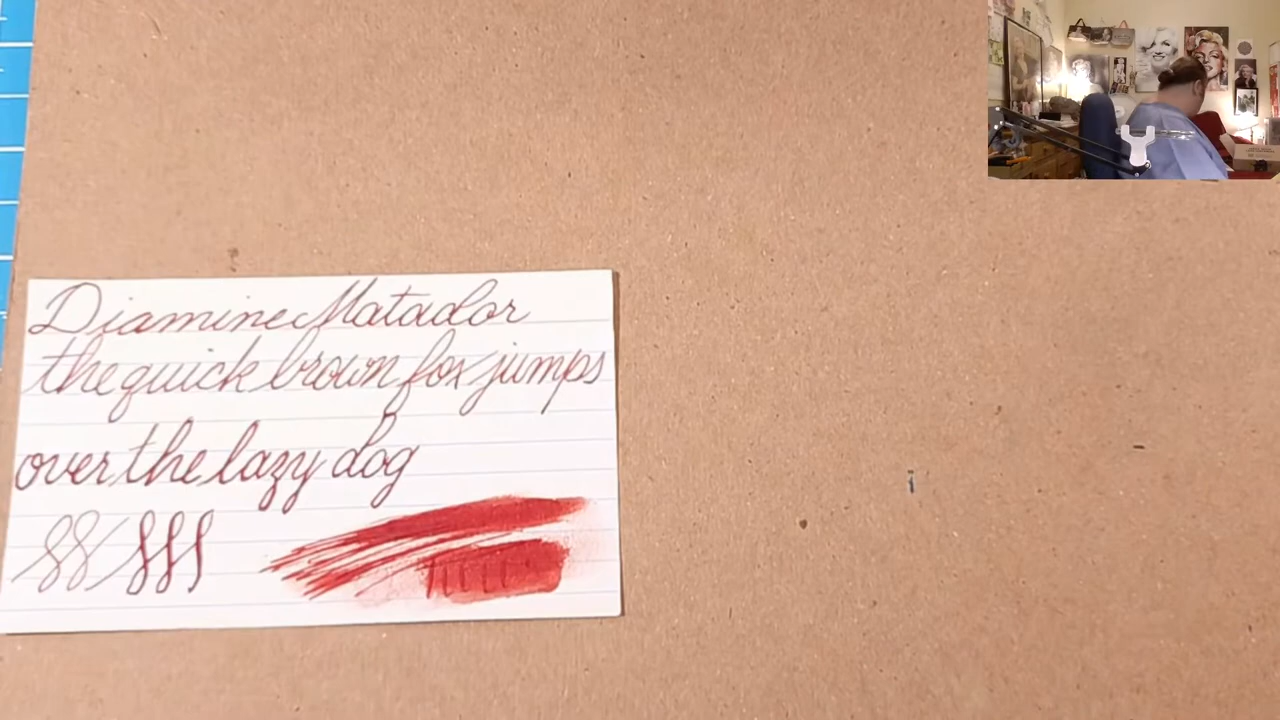 Diamine Matador
the quick brown fox jumps
over the lazy dog